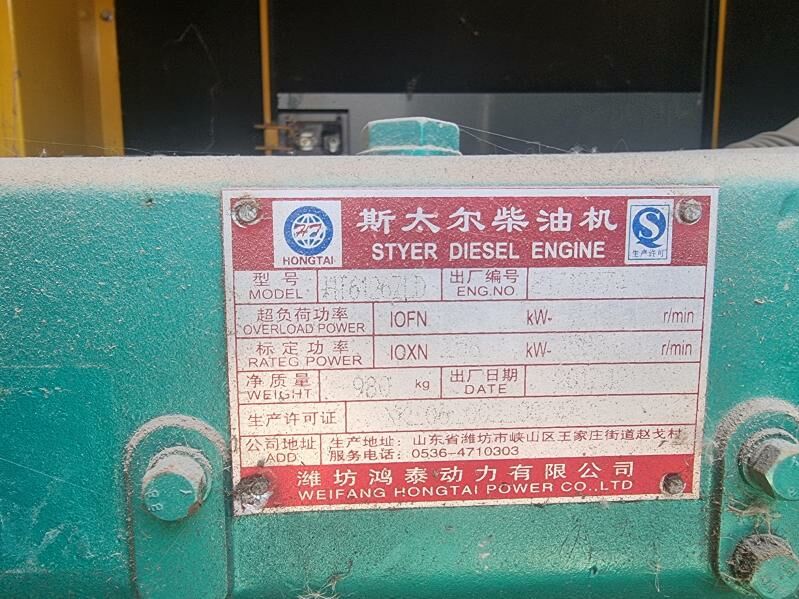 HONGTAI
斯太尔柴油机
STYER DIESEL ENGINE
生产许可
型号 HT6126ZLD 出厂编号
MODEL ENG.NO
超负荷功率 IOFN kW- r/min
OVERLOAD POWER
标定功率 IOXN kW- r/min
RATEG POWER
净质量 980 kg 出厂日期
WEIGHT DATE
生产许可证
公司地址 生产地址: 山东省潍坊市峡山区王家庄街道赵戈村
ADD 服务电话: 0536-4710303
潍坊鸿泰动力有限公司
WEIFANG HONGTAI POWER CO.,LTD